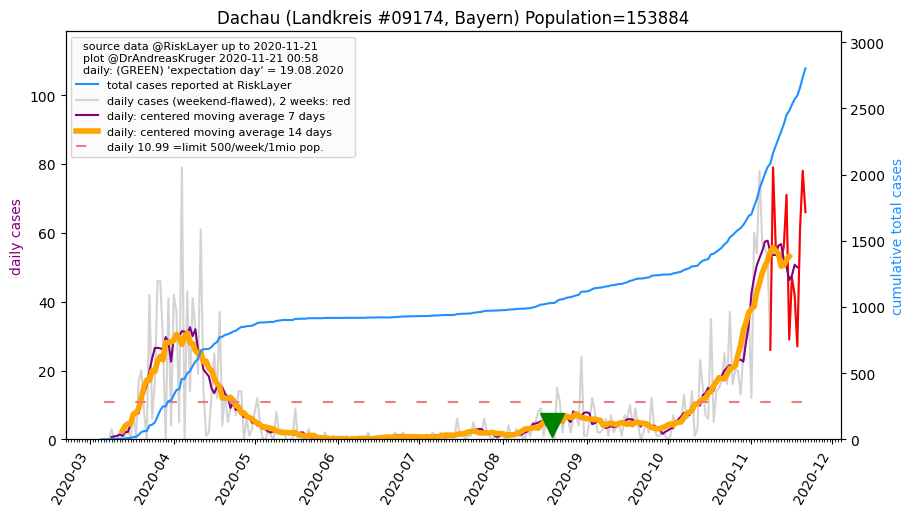 Dachau (Landkreis #09174, Bayern) Population=153884
source data @RiskLayer up to 2020-11-21
plot @DrAndreasKruger 2020-11-21 00:58
daily: (GREEN) 'expectation day' = 19.08.2020
total cases reported at RiskLayer
daily cases (weekend-flawed), 2 weeks: red
daily: centered moving average 7 days
daily: centered moving average 14 days
daily 10.99 =limit 500/week/1mio pop.
daily cases
100
80
60
40
20
0
cumulative total cases
3000
2500
2000
1500
1000
500
0
2020-03
2020-04
2020-05
2020-06
2020-07
2020-08
2020-09
2020-10
2020-11
2020-12